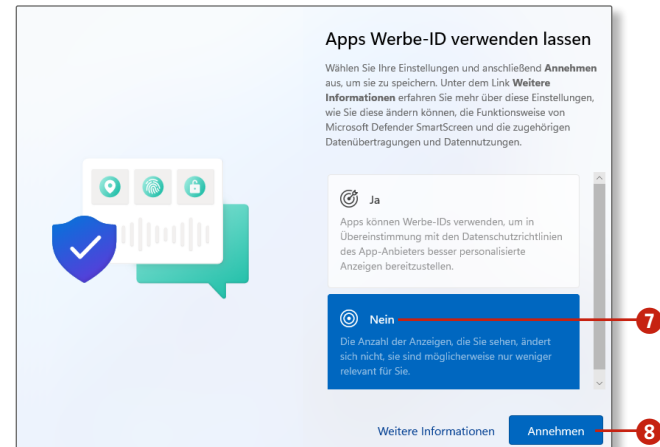 Apps Werbe-ID verwenden lassen
Wählen Sie Ihre Einstellungen und anschließend Annehmen
aus, um sie zu speichern. Unter dem Link Weitere
Informationen erfahren Sie mehr über diese Einstellungen,
wie Sie diese ändern können, die Funktionsweise von
Microsoft Defender SmartScreen und die zugehörigen
Datenübertragungen und Datennutzungen.
Ja
Apps können Werbe-IDs verwenden, um in
Übereinstimmung mit den Datenschutzrichtlinien
des App-Anbieters besser personalisierte
Anzeigen bereitzustellen.
Nein
7
Die Anzahl der Anzeigen, die Sie sehen, ändert
sich nicht, sie sind möglicherweise nur weniger
relevant für Sie.
Weitere Informationen
Annehmen
8